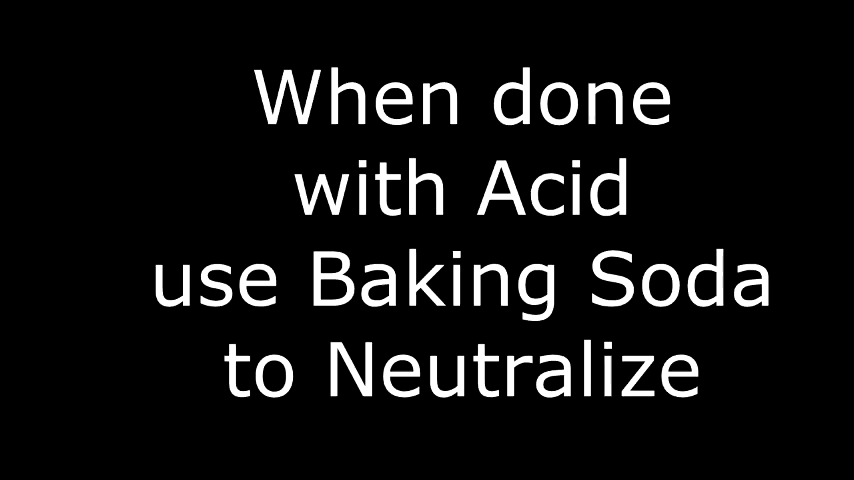 When done
with Acid
use Baking Soda
to Neutralize